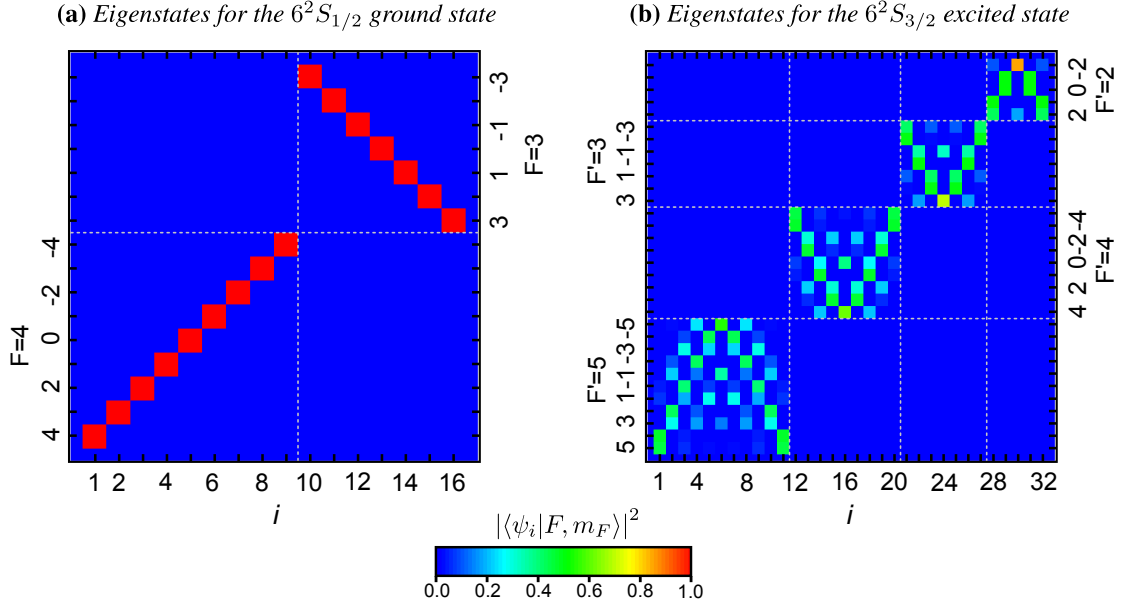 (a) Eigenstates for the 6²S₁/₂ ground state
(b) Eigenstates for the 6²S₃/₂ excited state
-3
-1
1
3
F=3
-4
-2
0
2
4
F=4
1 2 4 6 8 10 12 14 16
i
2 0 -2
F'=2
3 1 -1 -3
F'=3
4 2 0 -2 -4
F'=4
5 3 1 -1 -3 -5
F'=5
1 4 8 12 16 20 24 28 32
i
|⟨ψᵢ|F, m_F⟩|²
0.0 0.2 0.4 0.6 0.8 1.0